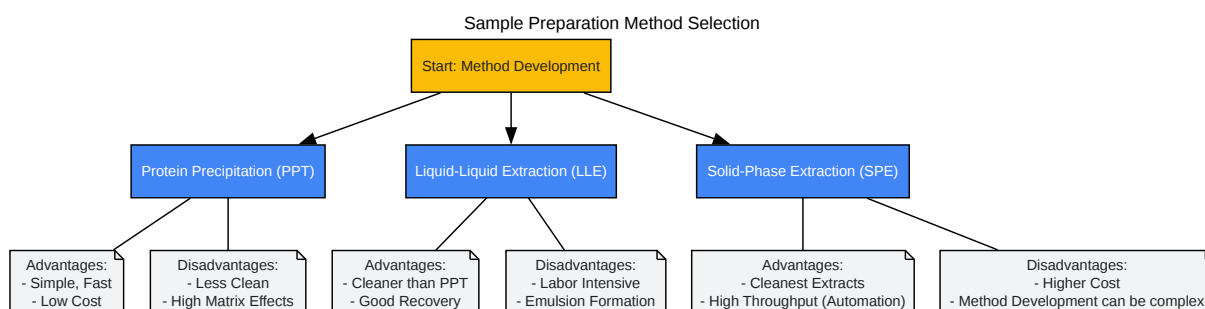 Sample Preparation Method Selection
Start: Method Development
Protein Precipitation (PPT)
Liquid-Liquid Extraction (LLE)
Solid-Phase Extraction (SPE)
Advantages:
- Simple, Fast
- Low Cost
Disadvantages:
- Less Clean
- High Matrix Effects
Advantages:
- Cleaner than PPT
- Good Recovery
Disadvantages:
- Labor Intensive
- Emulsion Formation
Advantages:
- Cleanest Extracts
- High Throughput (Automation)
Disadvantages:
- Higher Cost
- Method Development can be complex